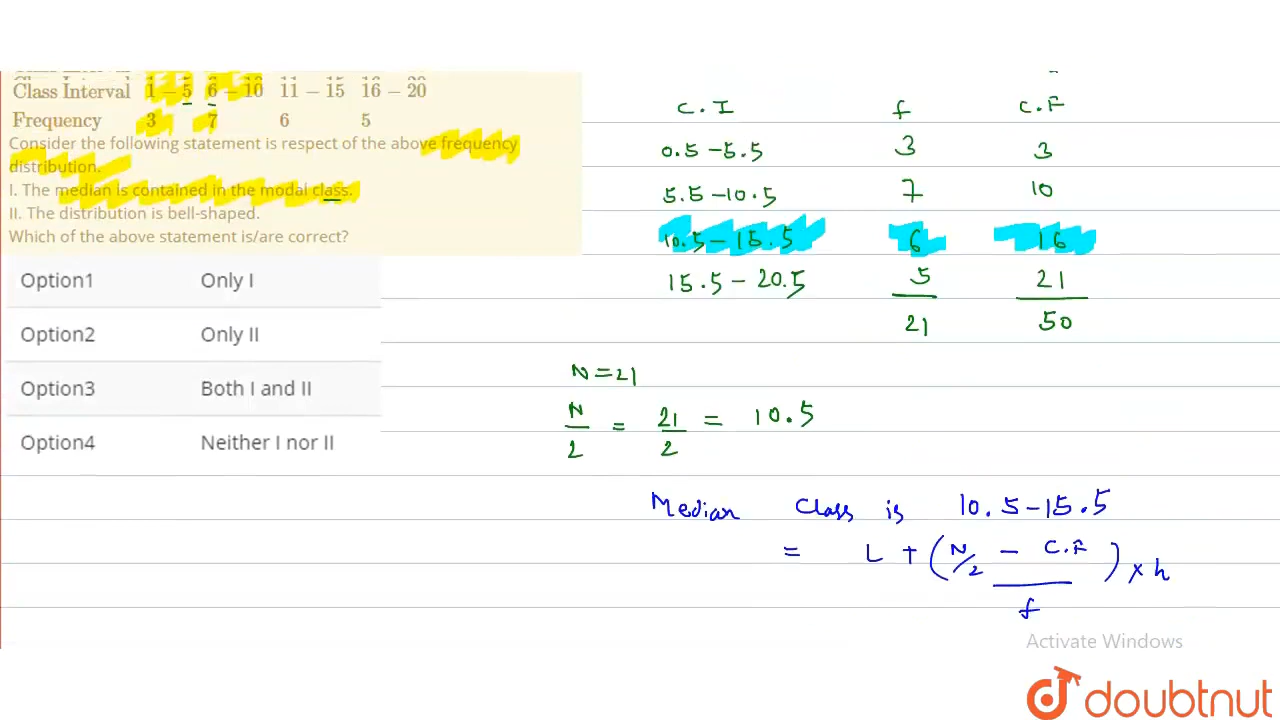 Class Interval 1 – 5 6 – 10 11 – 15 16 – 20
Frequency 3 7 6 5
Consider the following statement is respect of the above frequency
distribution.
I. The median is contained in the modal class.
II. The distribution is bell-shaped.
Which of the above statement is/are correct?
Option1 Only I
Option2 Only II
Option3 Both I and II
Option4 Neither I nor II
C.I f C.F
0.5 – 5.5 3 3
5.5 – 10.5 7 10
10.5 – 15.5 6 16
15.5 – 20.5 5 21
21 50
N = 21
N/2 = 21/2 = 10.5
Median Class is 10.5 – 15.5
= L + (N/2 – C.F / f) × h
Activate Windows
doubtnut